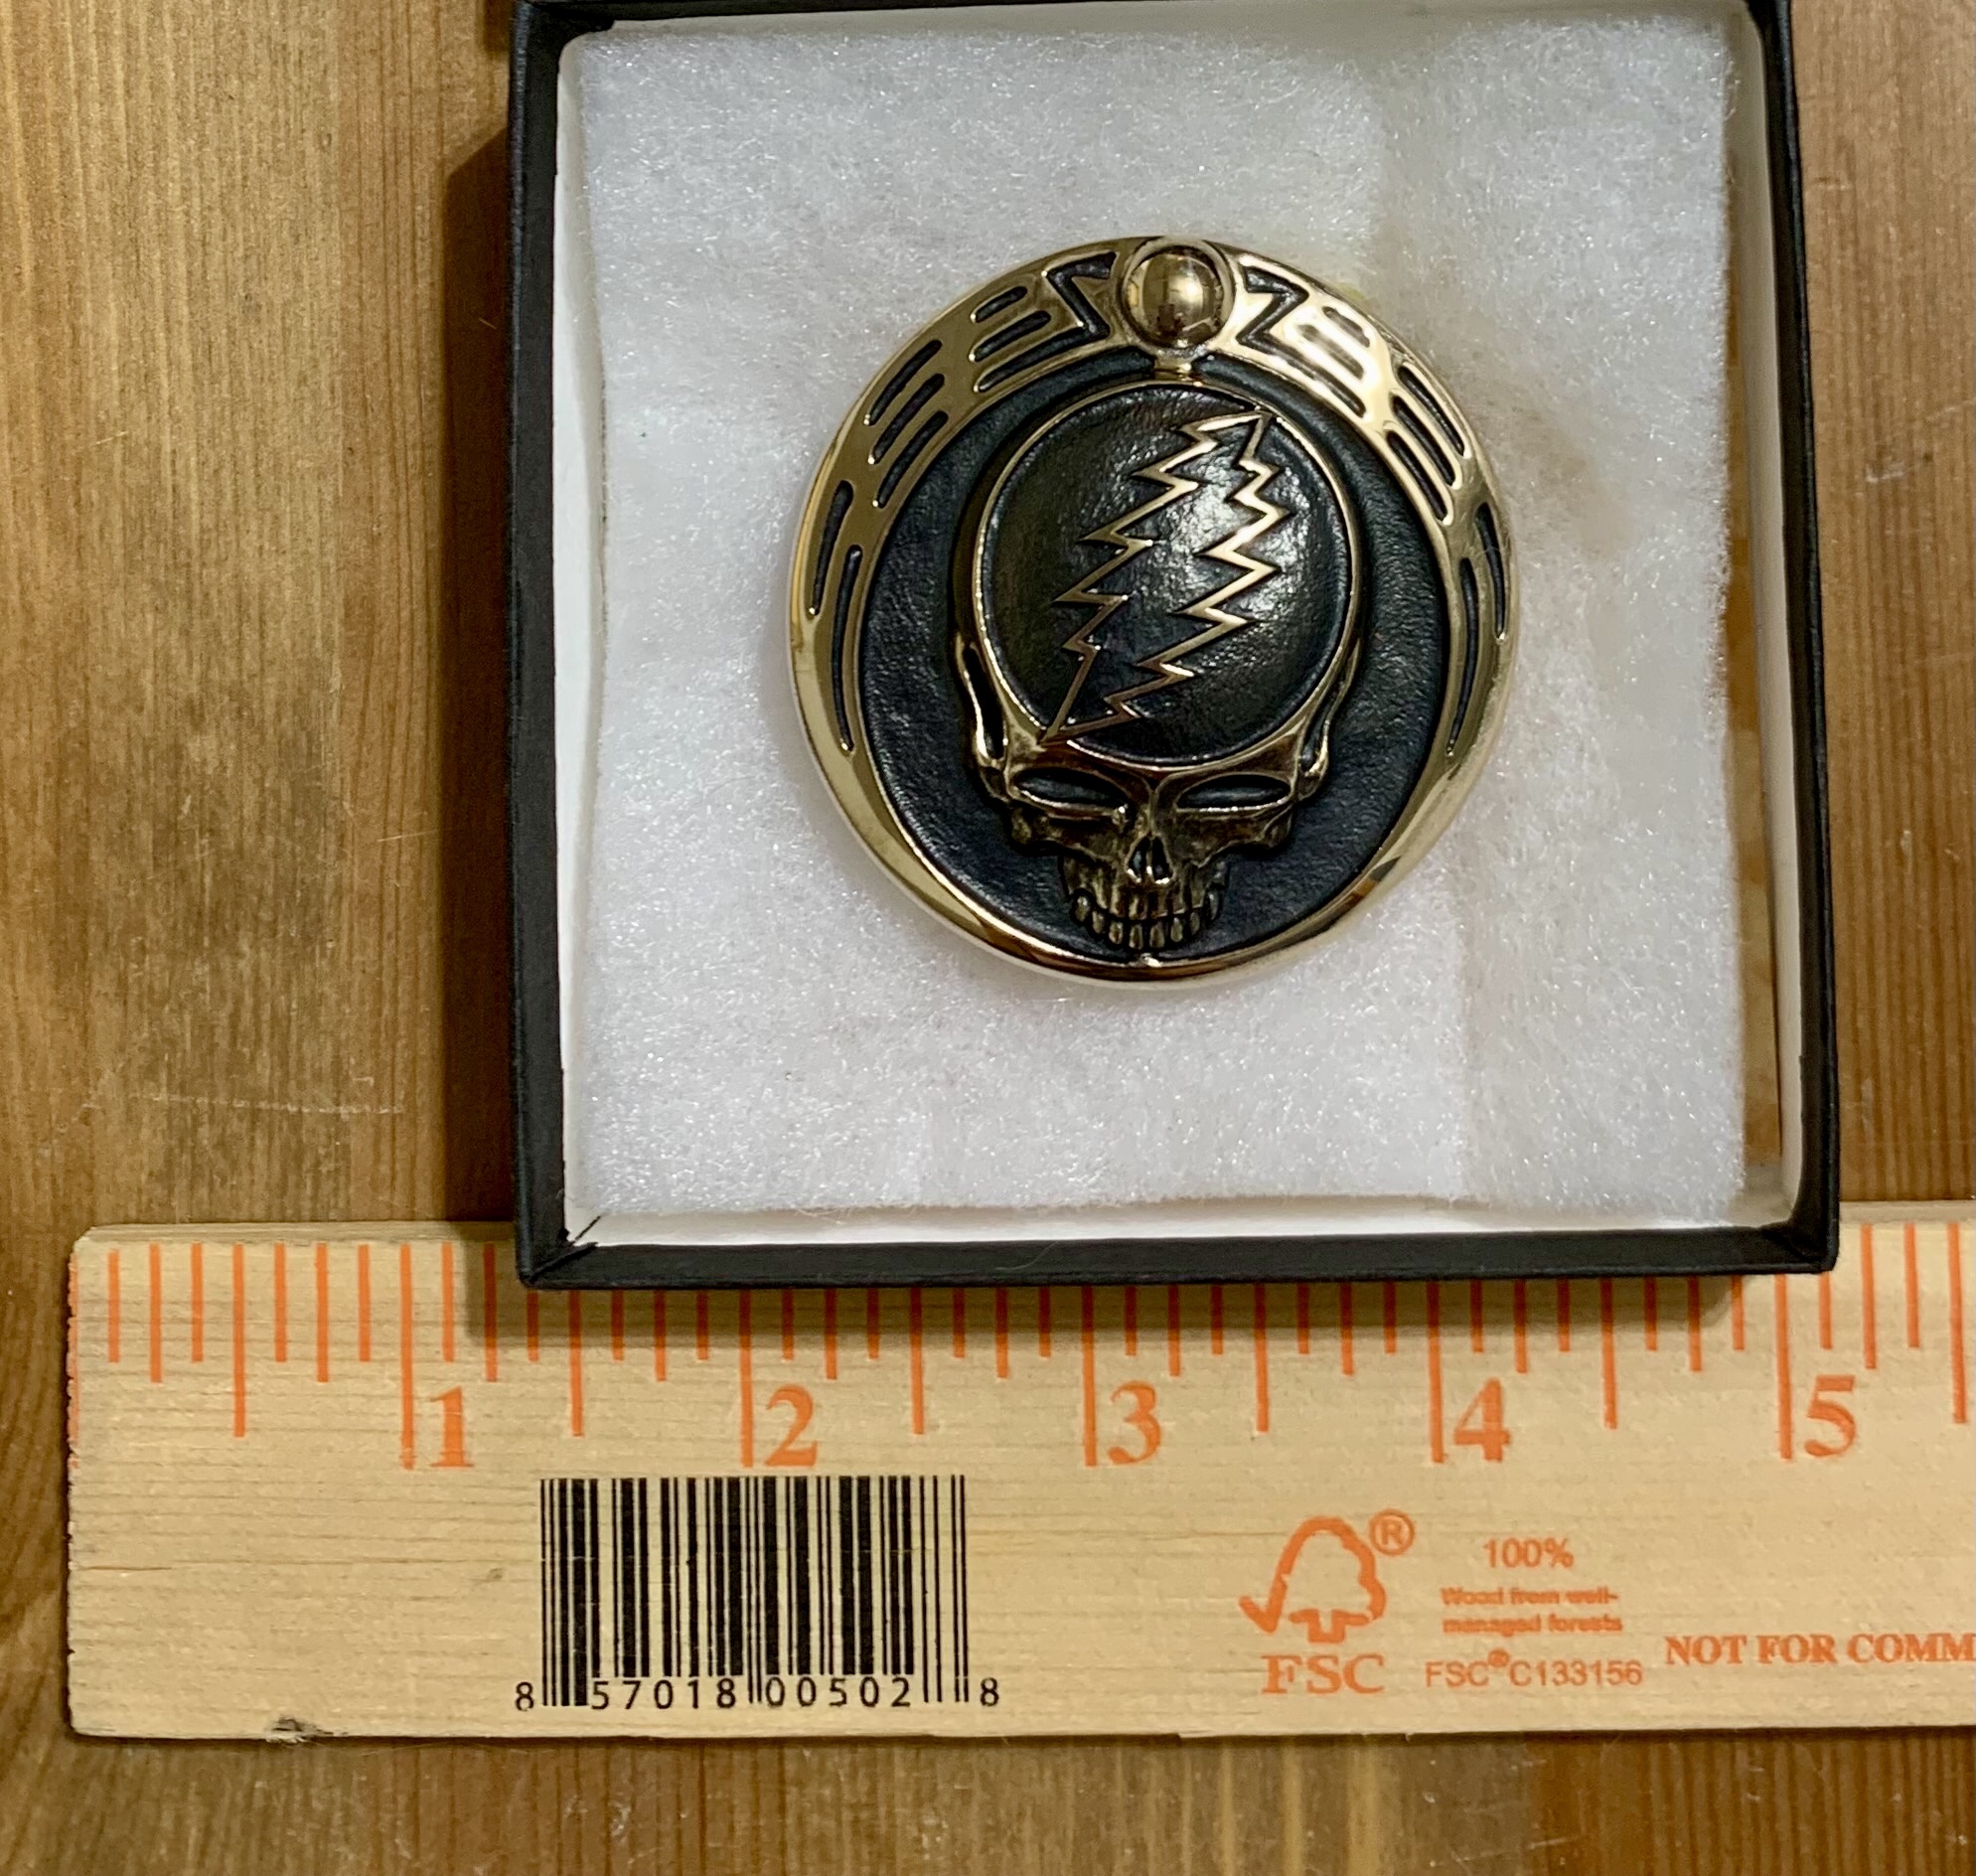 1 2 3 4 5
100%
Wood from well-
managed forests
FSC®C133156
®
FSC
NOT FOR COMM
8 57018 00502 8